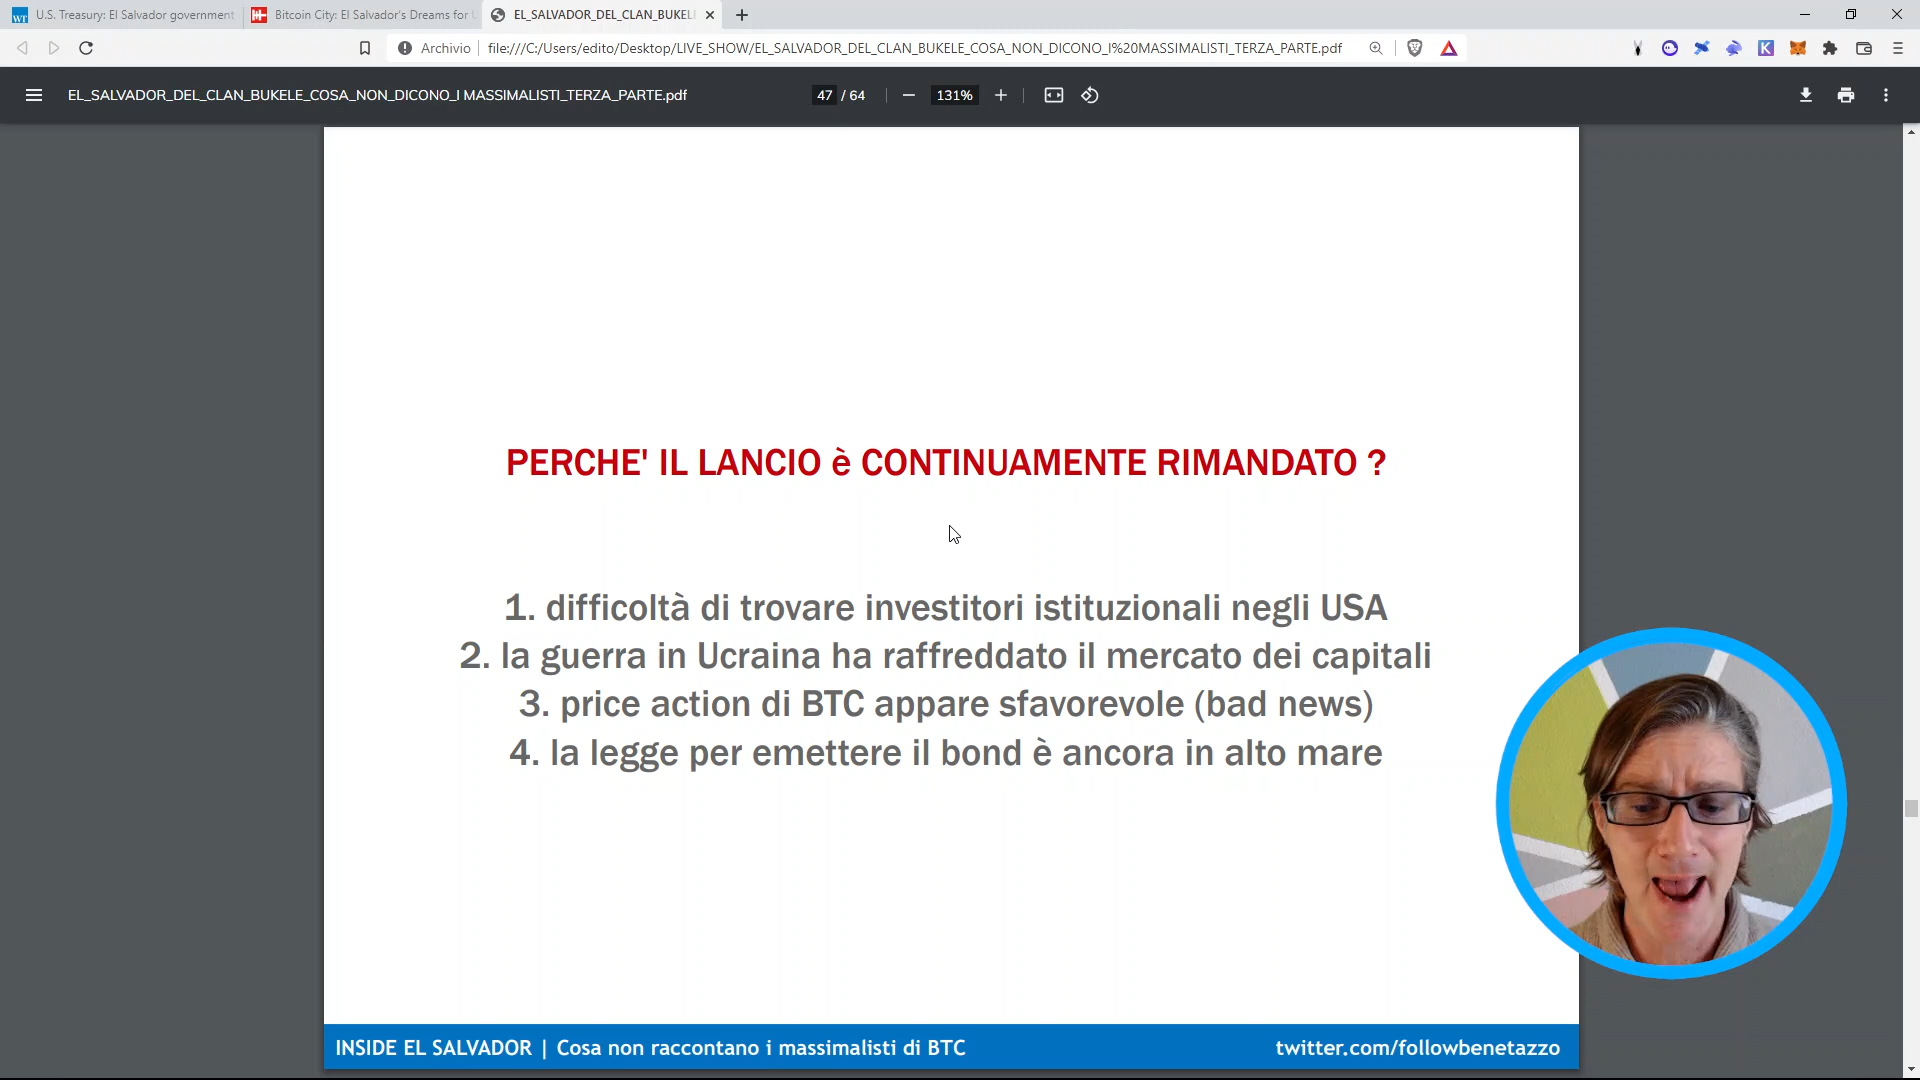 U.S. Treasury: El Salvador government
Bitcoin City: El Salvador's Dreams for
EL_SALVADOR_DEL_CLAN_BUKEL
Archivio
file:///C:/Users/edito/Desktop/LIVE_SHOW/EL_SALVADOR_DEL_CLAN_BUKELE_COSA_NON_DICONO_I%20MASSIMALISTI_TERZA_PARTE.pdf
EL_SALVADOR_DEL_CLAN_BUKELE_COSA_NON_DICONO_I MASSIMALISTI_TERZA_PARTE.pdf
47 / 64
131%
PERCHE' IL LANCIO è CONTINUAMENTE RIMANDATO ?
1. difficoltà di trovare investitori istituzionali negli USA
2. la guerra in Ucraina ha raffreddato il mercato dei capitali
3. price action di BTC appare sfavorevole (bad news)
4. la legge per emettere il bond è ancora in alto mare
INSIDE EL SALVADOR | Cosa non raccontano i massimalisti di BTC
twitter.com/followbenetazzo